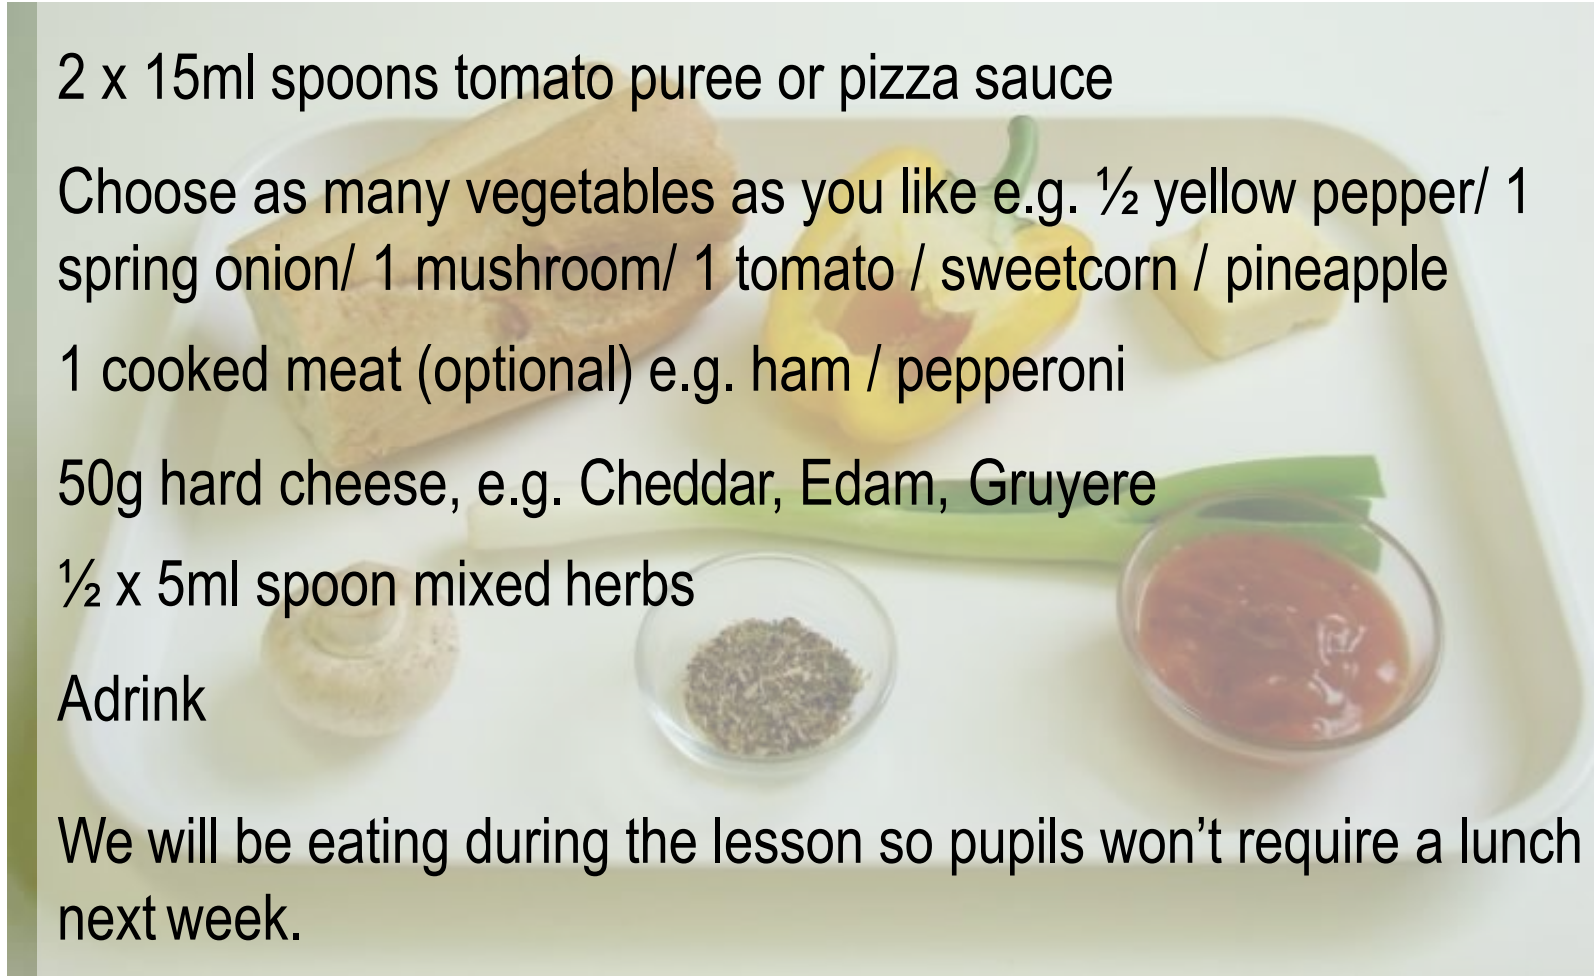 2 x 15ml spoons tomato puree or pizza sauce
Choose as many vegetables as you like e.g. ½ yellow pepper/ 1
spring onion/ 1 mushroom/ 1 tomato / sweetcorn / pineapple
1 cooked meat (optional) e.g. ham / pepperoni
50g hard cheese, e.g. Cheddar, Edam, Gruyere
½ x 5ml spoon mixed herbs
Adrink
We will be eating during the lesson so pupils won’t require a lunch
next week.